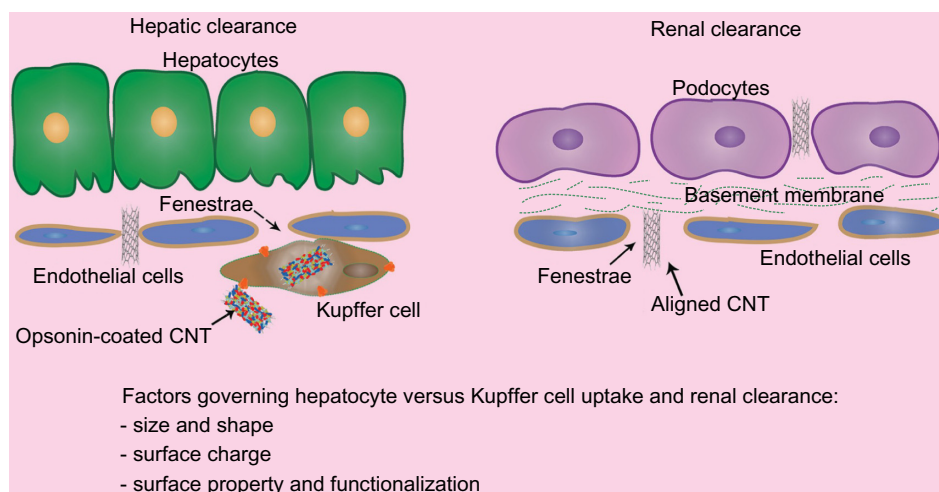 Hepatic clearance
Hepatocytes
Fenestrae
Endothelial cells
Kupffer cell
Opsonin-coated CNT
Renal clearance
Podocytes
Basement membrane
Endothelial cells
Fenestrae
Aligned CNT
Factors governing hepatocyte versus Kupffer cell uptake and renal clearance:
- size and shape
- surface charge
- surface property and functionalization